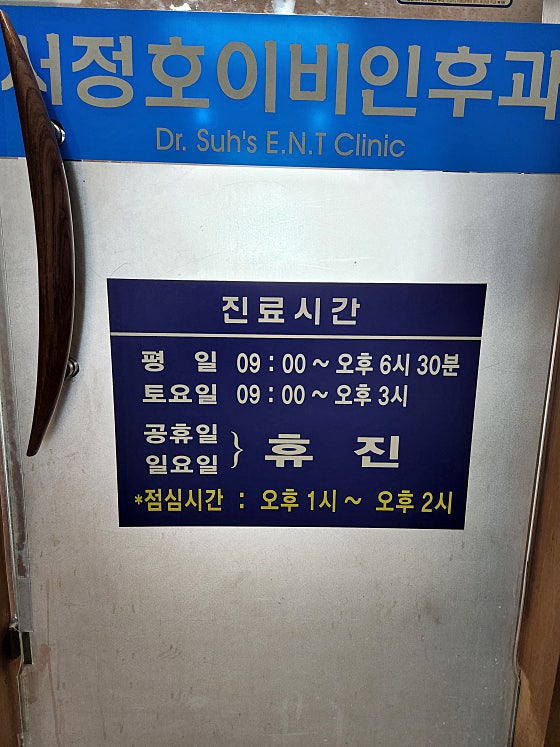 서정호이비인후과
Dr. Suh's E.N.T Clinic
진료시간
평 일 09 : 00 ~ 오후 6시 30분
토요일 09 : 00 ~ 오후 3시
공휴일
일요일
} 휴 진
*점심시간 : 오후 1시 ~ 오후 2시